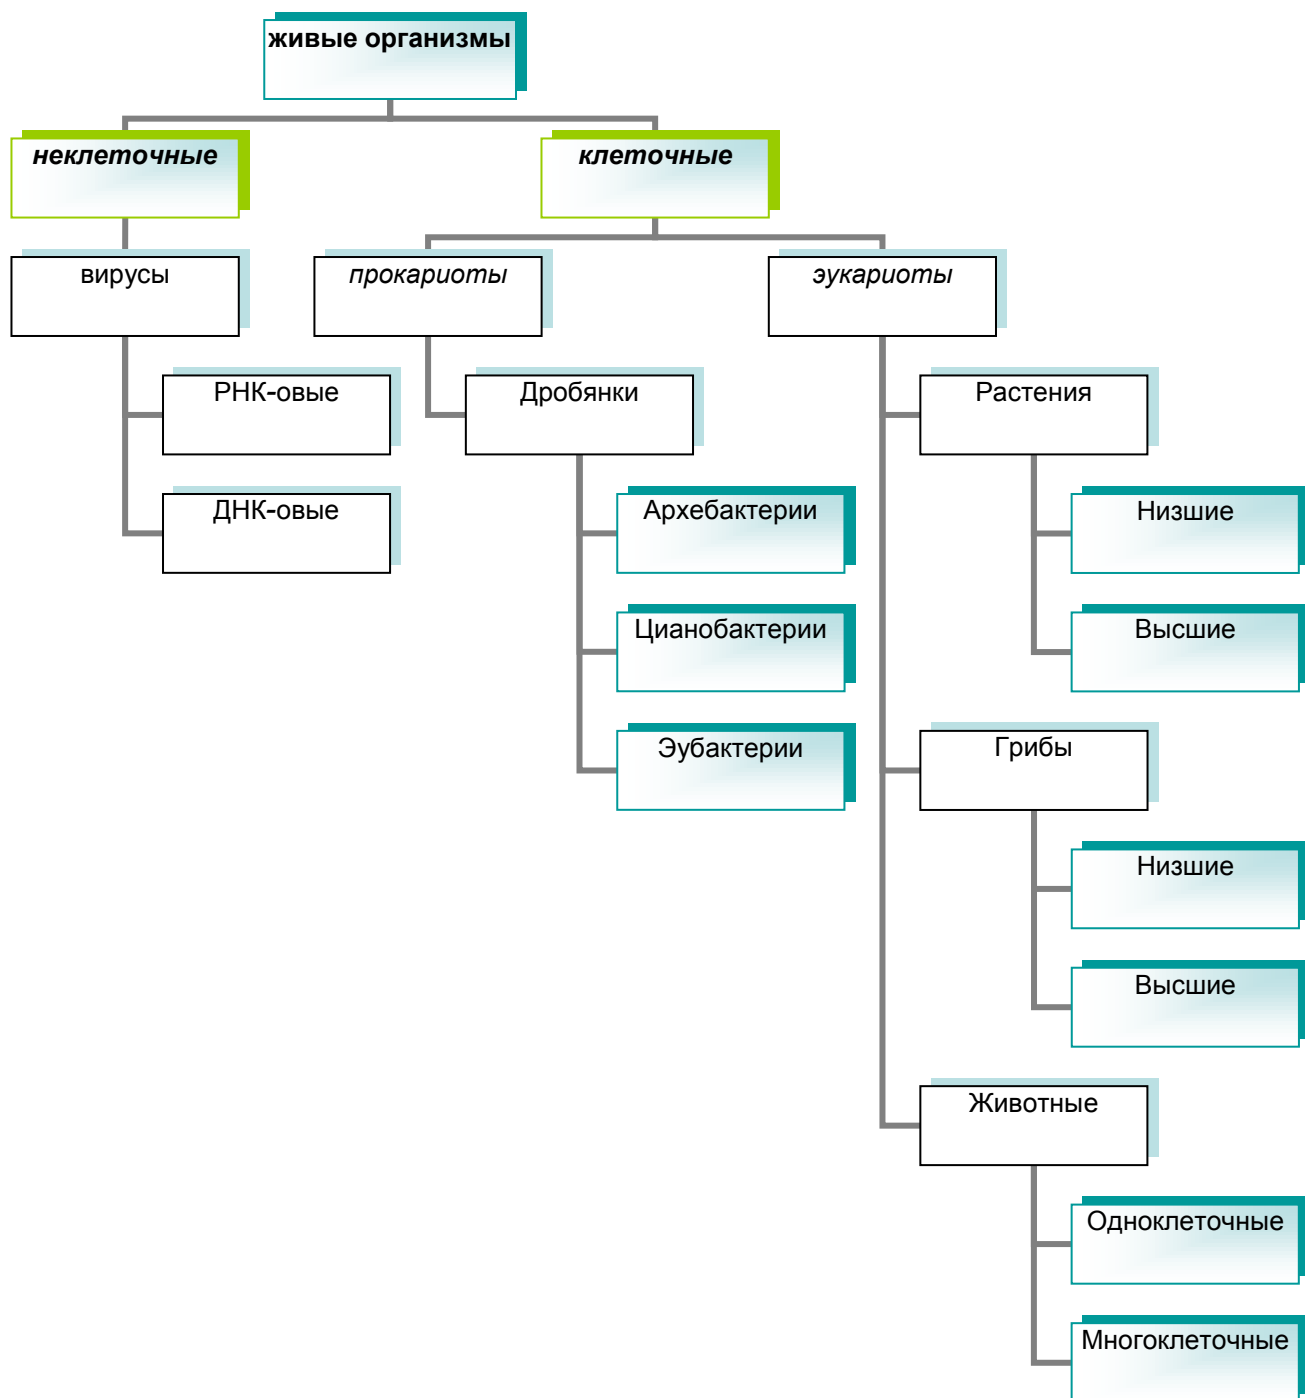 живые организмы
неклеточные
клеточные
вирусы
прокариоты
эукариоты
РНК-овые
Дробянки
Растения
ДНК-овые
Архебактерии
Низшие
Цианобактерии
Высшие
Эубактерии
Грибы
Низшие
Высшие
Животные
Одноклеточные
Многоклеточные